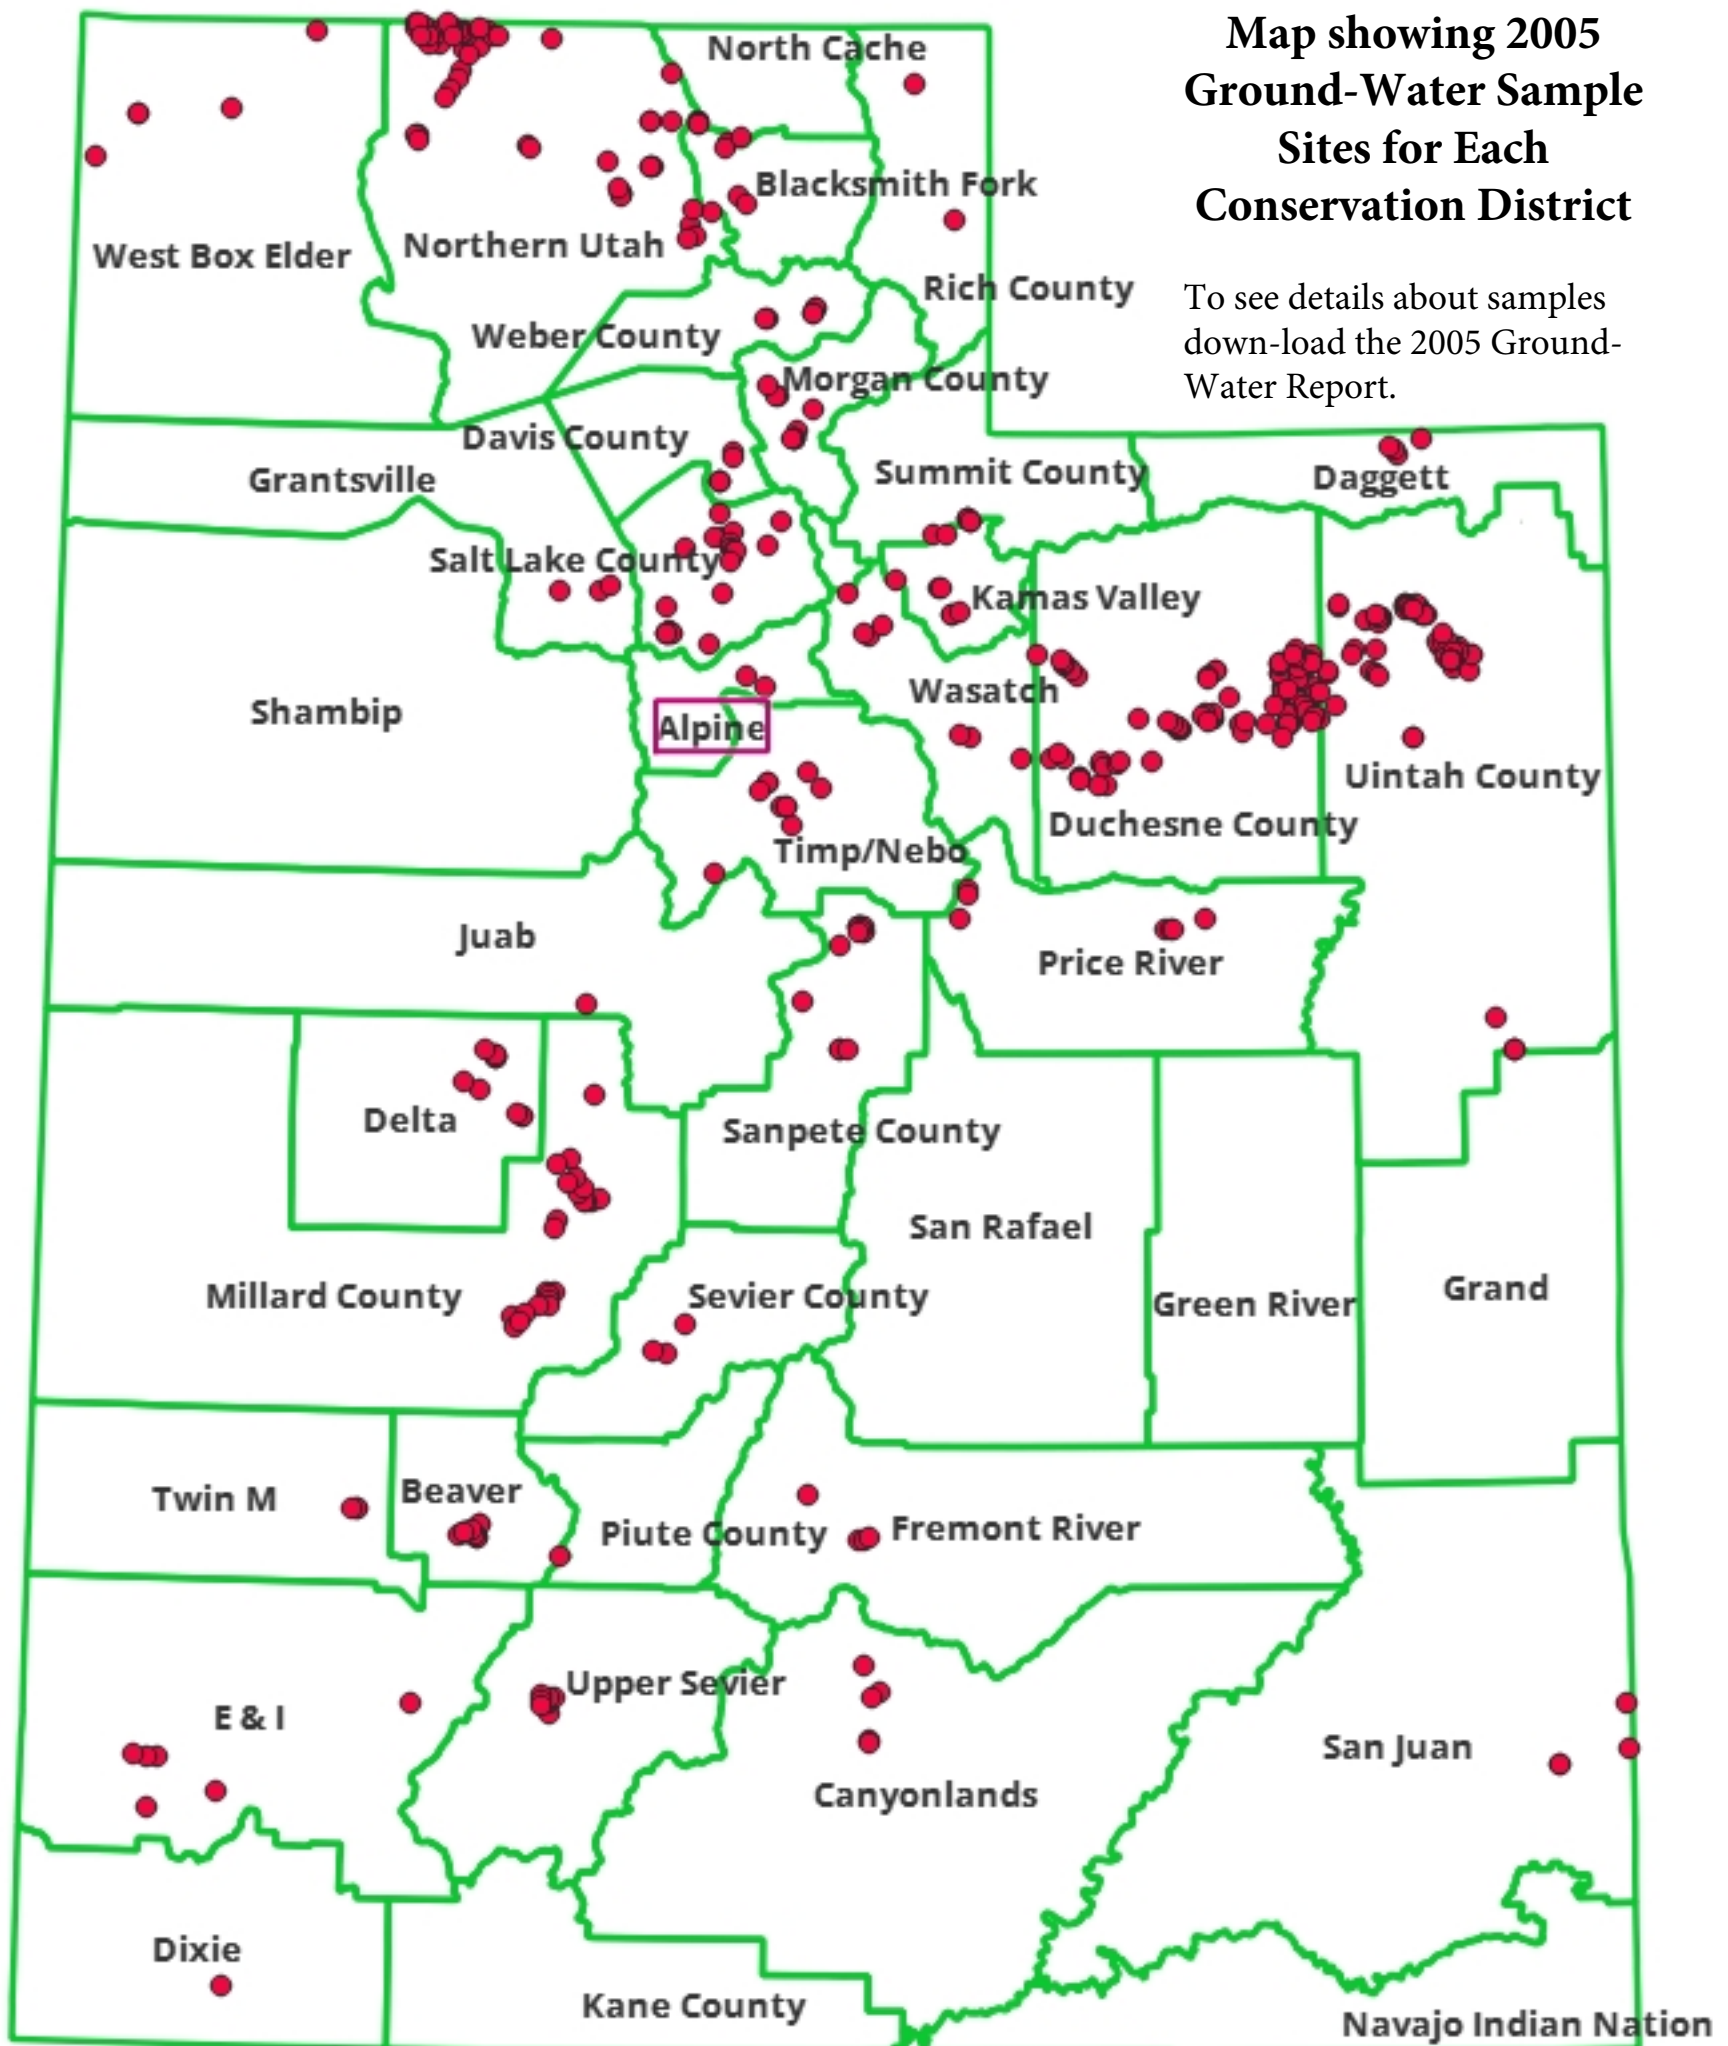 Map showing 2005
Ground-Water Sample
Sites for Each
Conservation District
To see details about samples
down-load the 2005 Ground-
Water Report.
North Cache
Blacksmith Fork
West Box Elder
Northern Utah
Rich County
Weber County
Morgan County
Davis County
Grantsville
Summit County
Daggett
Salt Lake County
Kamas Valley
Shambip
Wasatch
Alpine
Uintah County
Duchesne County
Timp/Nebo
Juab
Price River
Delta
Sanpete County
San Rafael
Millard County
Sevier County
Green River
Grand
Twin M
Beaver
Piute County
Fremont River
Upper Sevier
E & I
San Juan
Canyonlands
Dixie
Kane County
Navajo Indian Nation